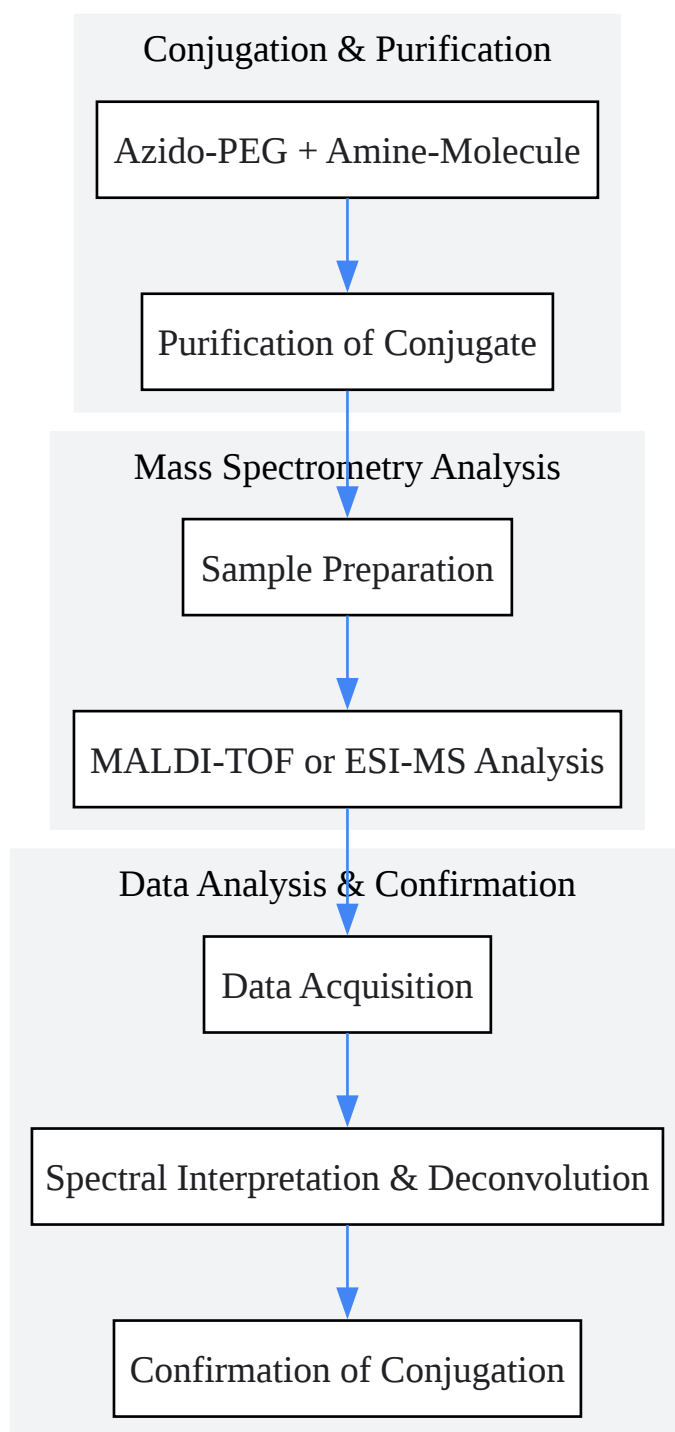 Conjugation & Purification
Azido-PEG + Amine-Molecule
Purification of Conjugate
Mass Spectrometry Analysis
Sample Preparation
MALDI-TOF or ESI-MS Analysis
Data Analysis & Confirmation
Data Acquisition
Spectral Interpretation & Deconvolution
Confirmation of Conjugation